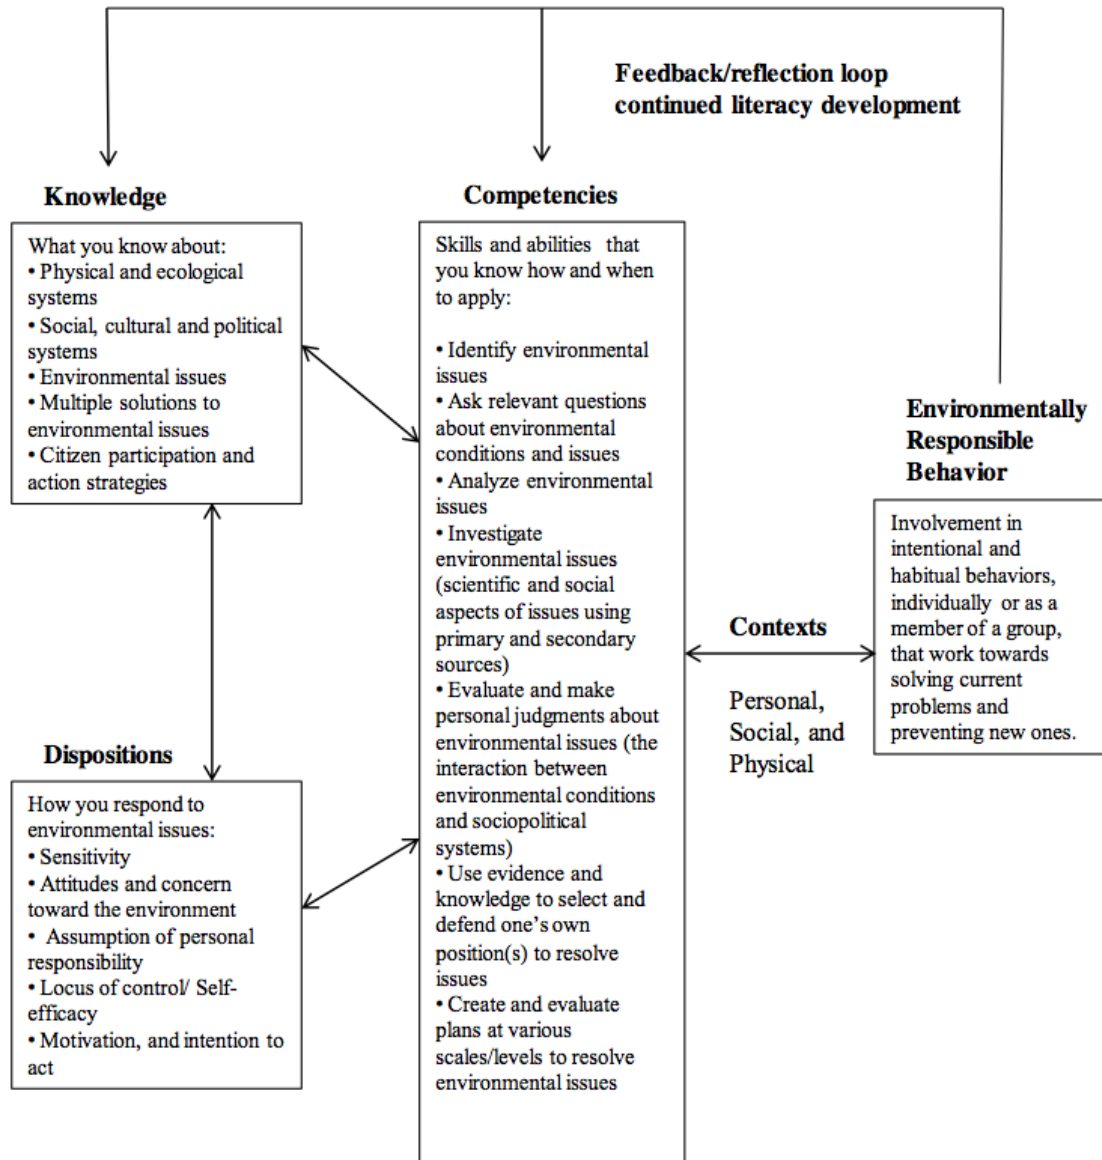 Feedback/reflection loop
continued literacy development
Knowledge
What you know about:
• Physical and ecological
systems
• Social, cultural and political
systems
• Environmental issues
• Multiple solutions to
environmental issues
• Citizen participation and
action strategies
Dispositions
How you respond to
environmental issues:
• Sensitivity
• Attitudes and concern
toward the environment
• Assumption of personal
responsibility
• Locus of control/ Self-
efficacy
• Motivation, and intention to
act
Competencies
Skills and abilities that
you know how and when
to apply:
• Identify environmental
issues
• Ask relevant questions
about environmental
conditions and issues
• Analyze environmental
issues
• Investigate
environmental issues
(scientific and social
aspects of issues using
primary and secondary
sources)
• Evaluate and make
personal judgments about
environmental issues (the
interaction between
environmental conditions
and sociopolitical
systems)
• Use evidence and
knowledge to select and
defend one’s own
position(s) to resolve
issues
• Create and evaluate
plans at various
scales/levels to resolve
environmental issues
Contexts
Personal,
Social, and
Physical
Environmentally
Responsible
Behavior
Involvement in
intentional and
habitual behaviors,
individually or as a
member of a group,
that work towards
solving current
problems and
preventing new ones.